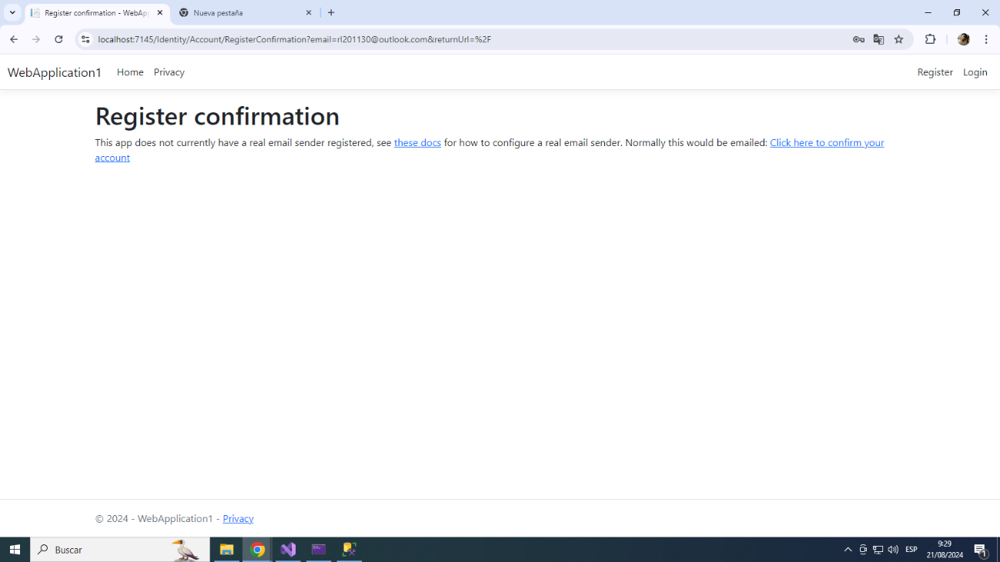 Register confirmation - WebAp
Nueva pestaña
localhost:7145/Identity/Account/RegisterConfirmation?email=rl201130@outlook.com&returnUrl=%2F
WebApplication1 Home Privacy Register Login
Register confirmation
This app does not currently have a real email sender registered, see these docs for how to configure a real email sender. Normally this would be emailed: Click here to confirm your
account
© 2024 - WebApplication1 - Privacy
Buscar
ESP
9:29
21/08/2024
1